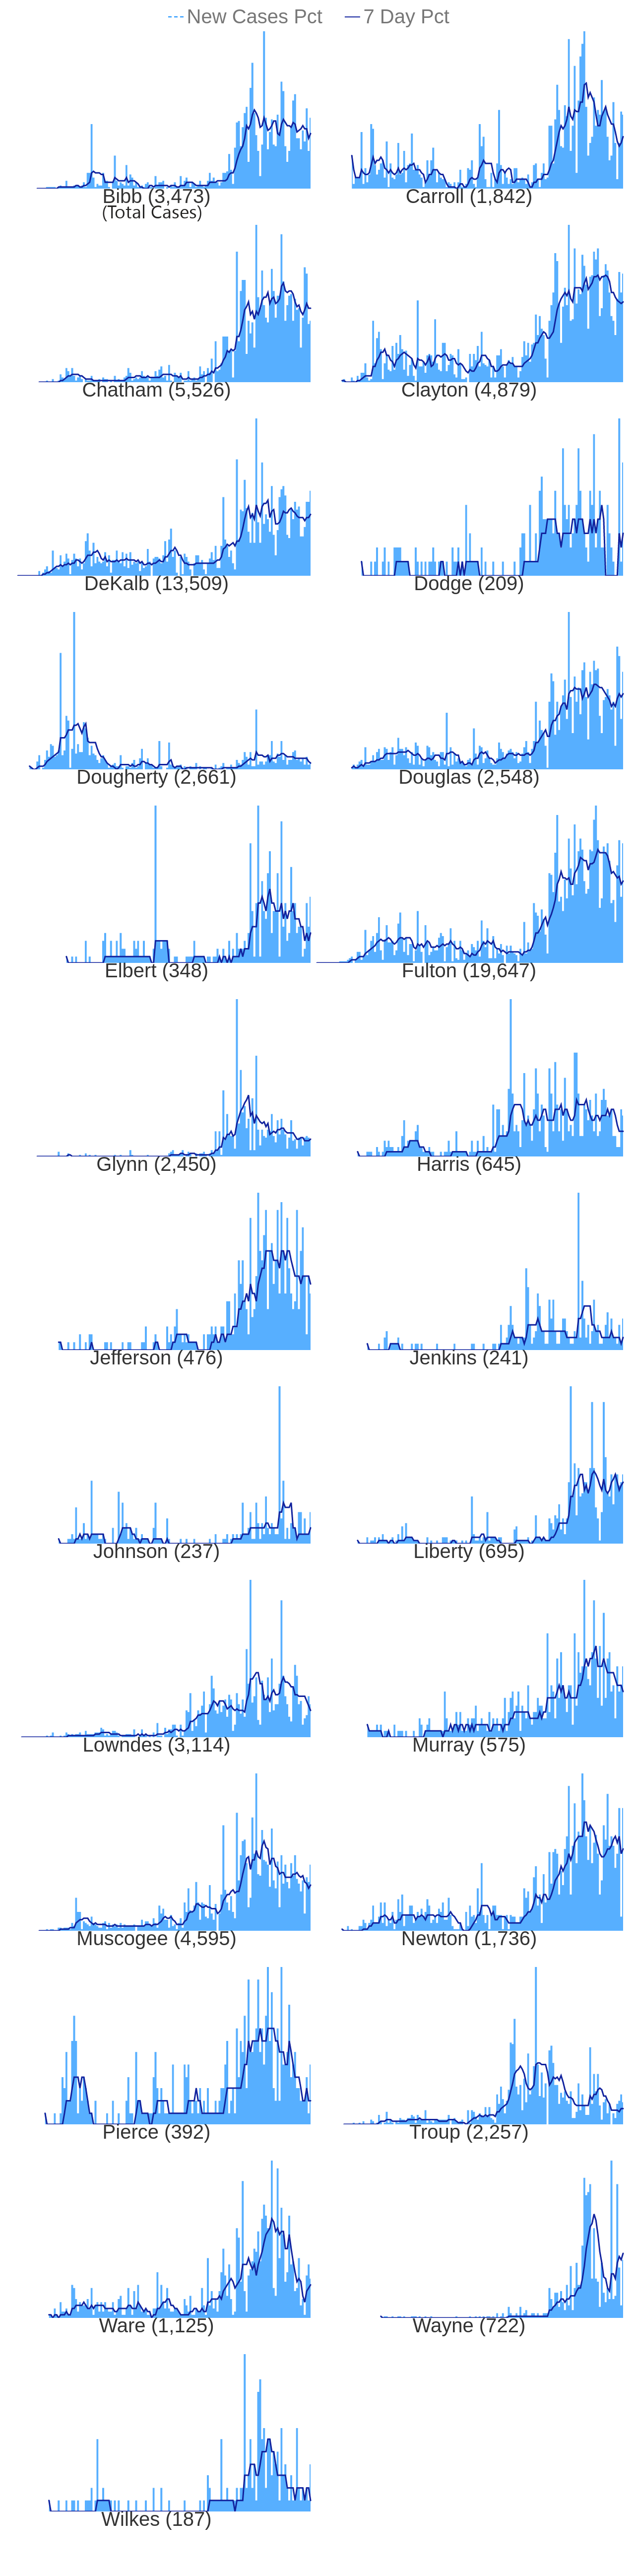 New Cases Pct 7 Day Pct
Bibb (3,473) Carroll (1,842)
(Total Cases)
Chatham (5,526) Clayton (4,879)
DeKalb (13,509) Dodge (209)
Dougherty (2,661) Douglas (2,548)
Elbert (348) Fulton (19,647)
Glynn (2,450) Harris (645)
Jefferson (476) Jenkins (241)
Johnson (237) Liberty (695)
Lowndes (3,114) Murray (575)
Muscogee (4,595) Newton (1,736)
Pierce (392) Troup (2,257)
Ware (1,125) Wayne (722)
Wilkes (187)